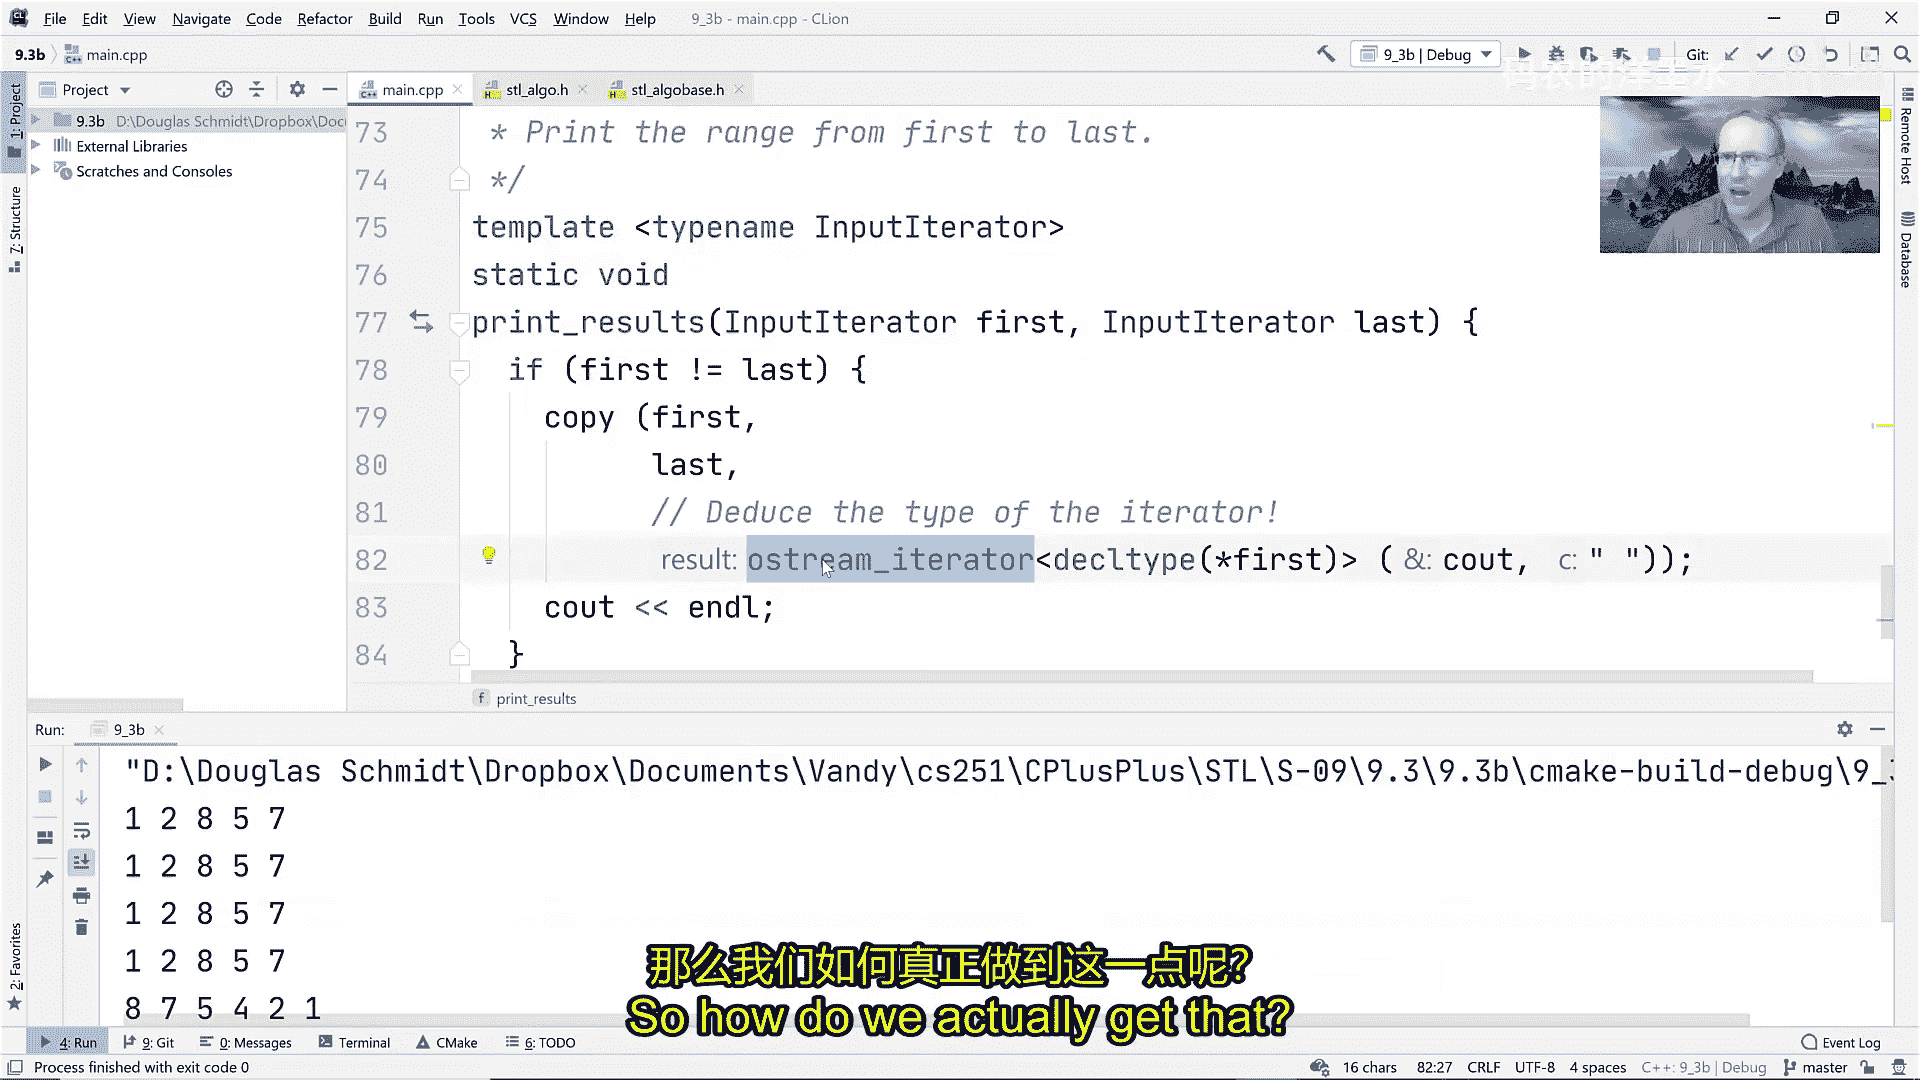 File Edit View Navigate Code Refactor Build Run Tools VCS Window Help 9_3b - main.cpp - CLion
9.3b main.cpp 9_3b | Debug Git:
码农的洋墨水
1: Project
7: Structure
2: Favorites
Project
9.3b D:\Douglas Schmidt\Dropbox\Doc
External Libraries
Scratches and Consoles
main.cpp stl_algo.h stl_algobase.h
73 * Print the range from first to last.
74 */
75 template <typename InputIterator>
76 static void
77 print_results(InputIterator first, InputIterator last) {
78 if (first != last) {
79 copy (first,
80 last,
81 // Deduce the type of the iterator!
82 result: ostream_iterator<decltype(*first)> ( &: cout, c: " "));
83 cout << endl;
84 }
f print_results
Remote Host
Database
Run: 9_3b
"D:\Douglas Schmidt\Dropbox\Documents\Vandy\cs251\CPlusPlus\STL\S-09\9.3\9.3b\cmake-build-debug\9_
1 2 8 5 7
1 2 8 5 7
1 2 8 5 7
1 2 8 5 7
8 7 5 4 2 1
那么我们如何真正做到这一点呢?
So how do we actually get that?
4: Run 9: Git 0: Messages Terminal CMake 6: TODO Event Log
Process finished with exit code 0 16 chars 82:27 CRLF UTF-8 4 spaces C++: 9_3b | Debug master